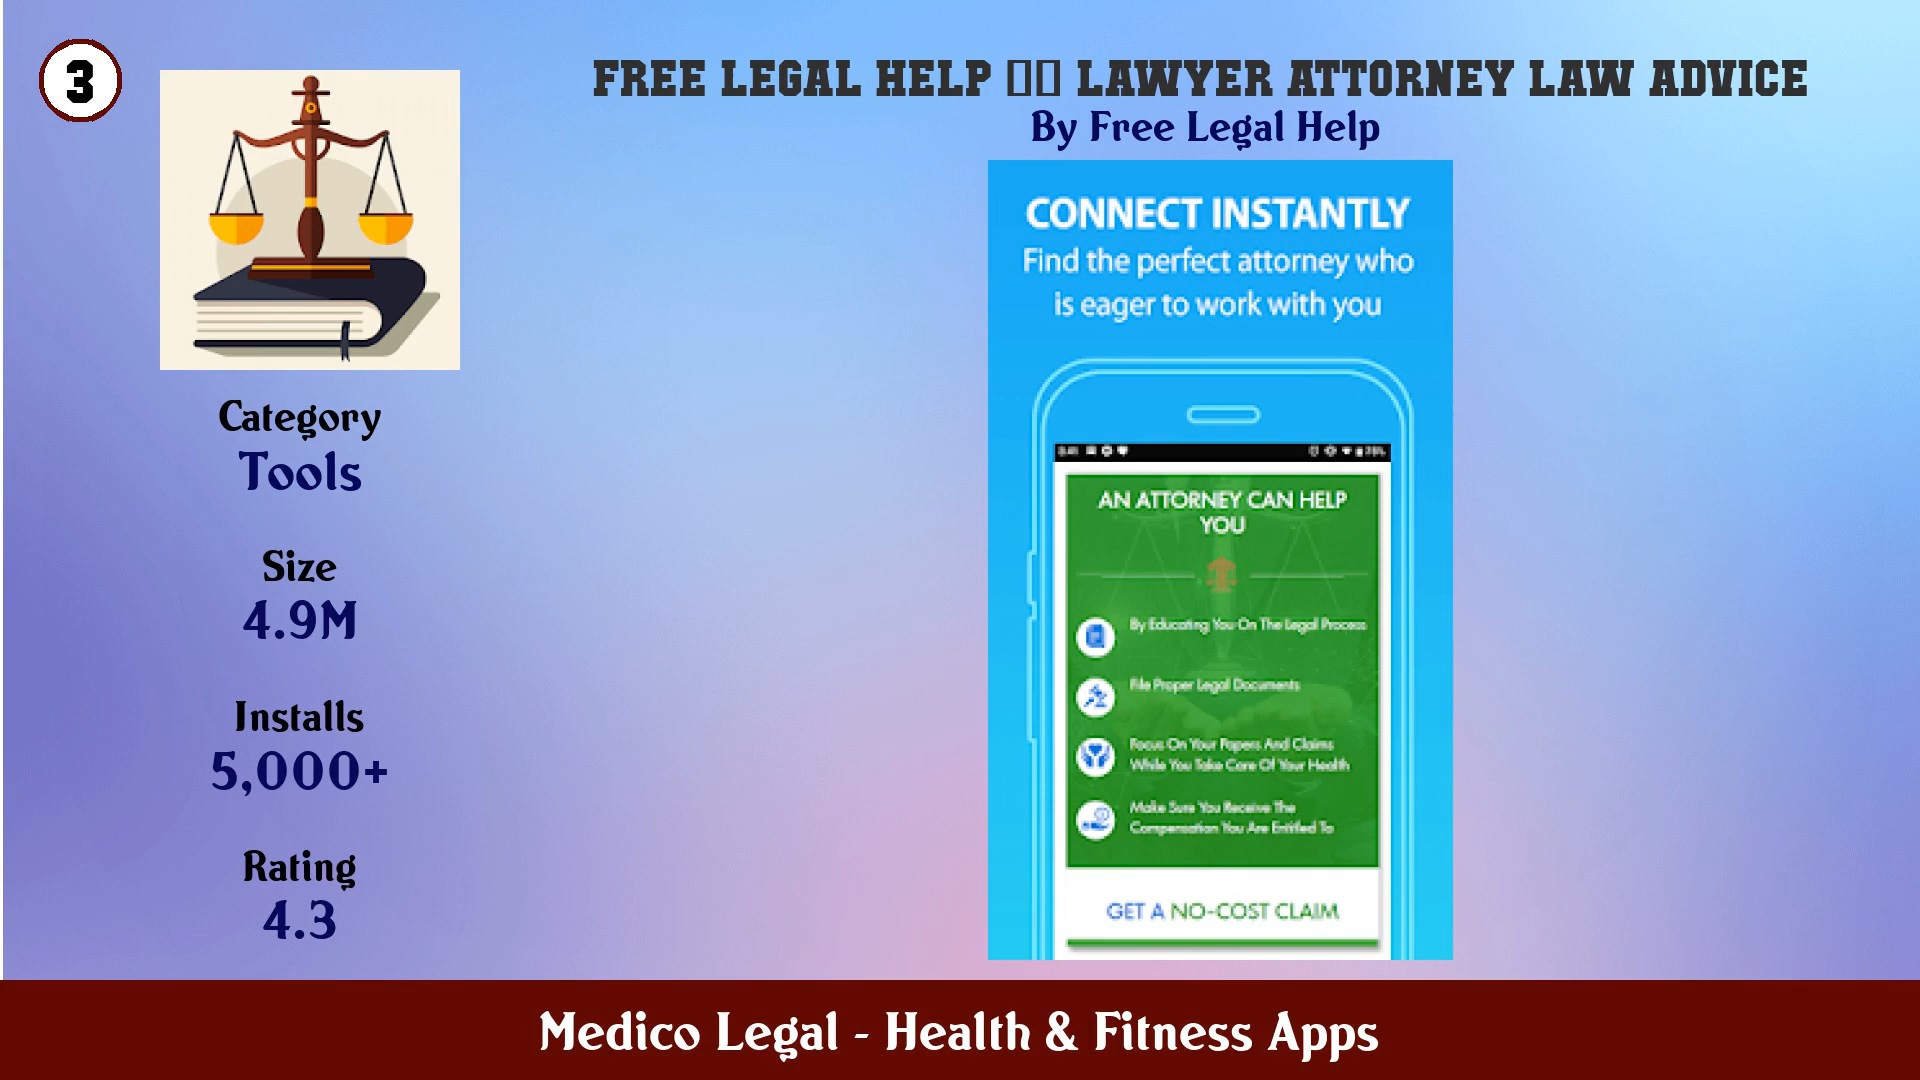 3
FREE LEGAL HELP LAWYER ATTORNEY LAW ADVICE
By Free Legal Help
Category
Tools
Size
4.9M
Installs
5,000+
Rating
4.3
CONNECT INSTANTLY
Find the perfect attorney who
is eager to work with you
AN ATTORNEY CAN HELP
YOU
By Educating You On The Legal Process
File Proper Legal Documents
Focus On Your Papers And Claims
While You Take Care Of Your Health
Make Sure You Receive The
Compensation You Are Entitled To
GET A NO-COST CLAIM
Medico Legal - Health & Fitness Apps